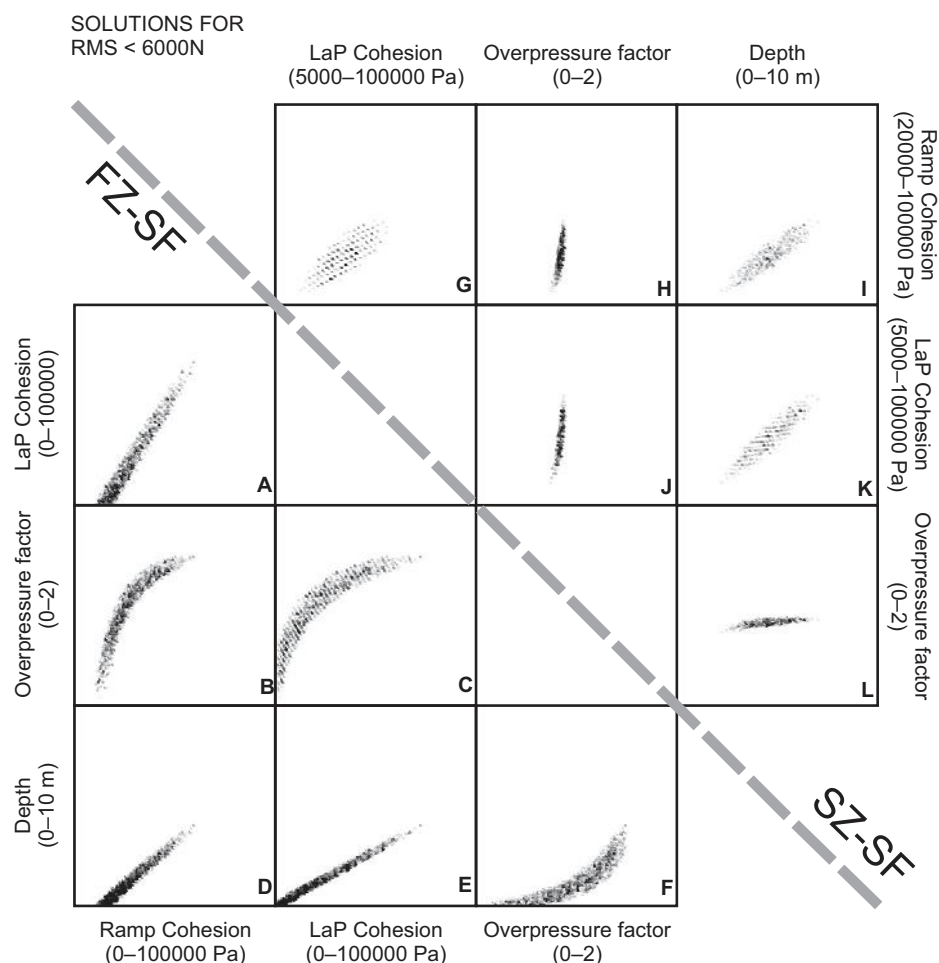 SOLUTIONS FOR
RMS < 6000N
LaP Cohesion
(5000–100000 Pa)
Overpressure factor
(0–2)
Depth
(0–10 m)
FZ-SF
G
H
I
Ramp Cohesion
(20000–100000 Pa)
LaP Cohesion
(0–100000)
A
J
K
LaP Cohesion
(5000–100000 Pa)
Overpressure factor
(0–2)
B
C
L
Overpressure factor
(0–2)
Depth
(0–10 m)
D
E
F
SZ-SF
Ramp Cohesion
(0–100000 Pa)
LaP Cohesion
(0–100000 Pa)
Overpressure factor
(0–2)